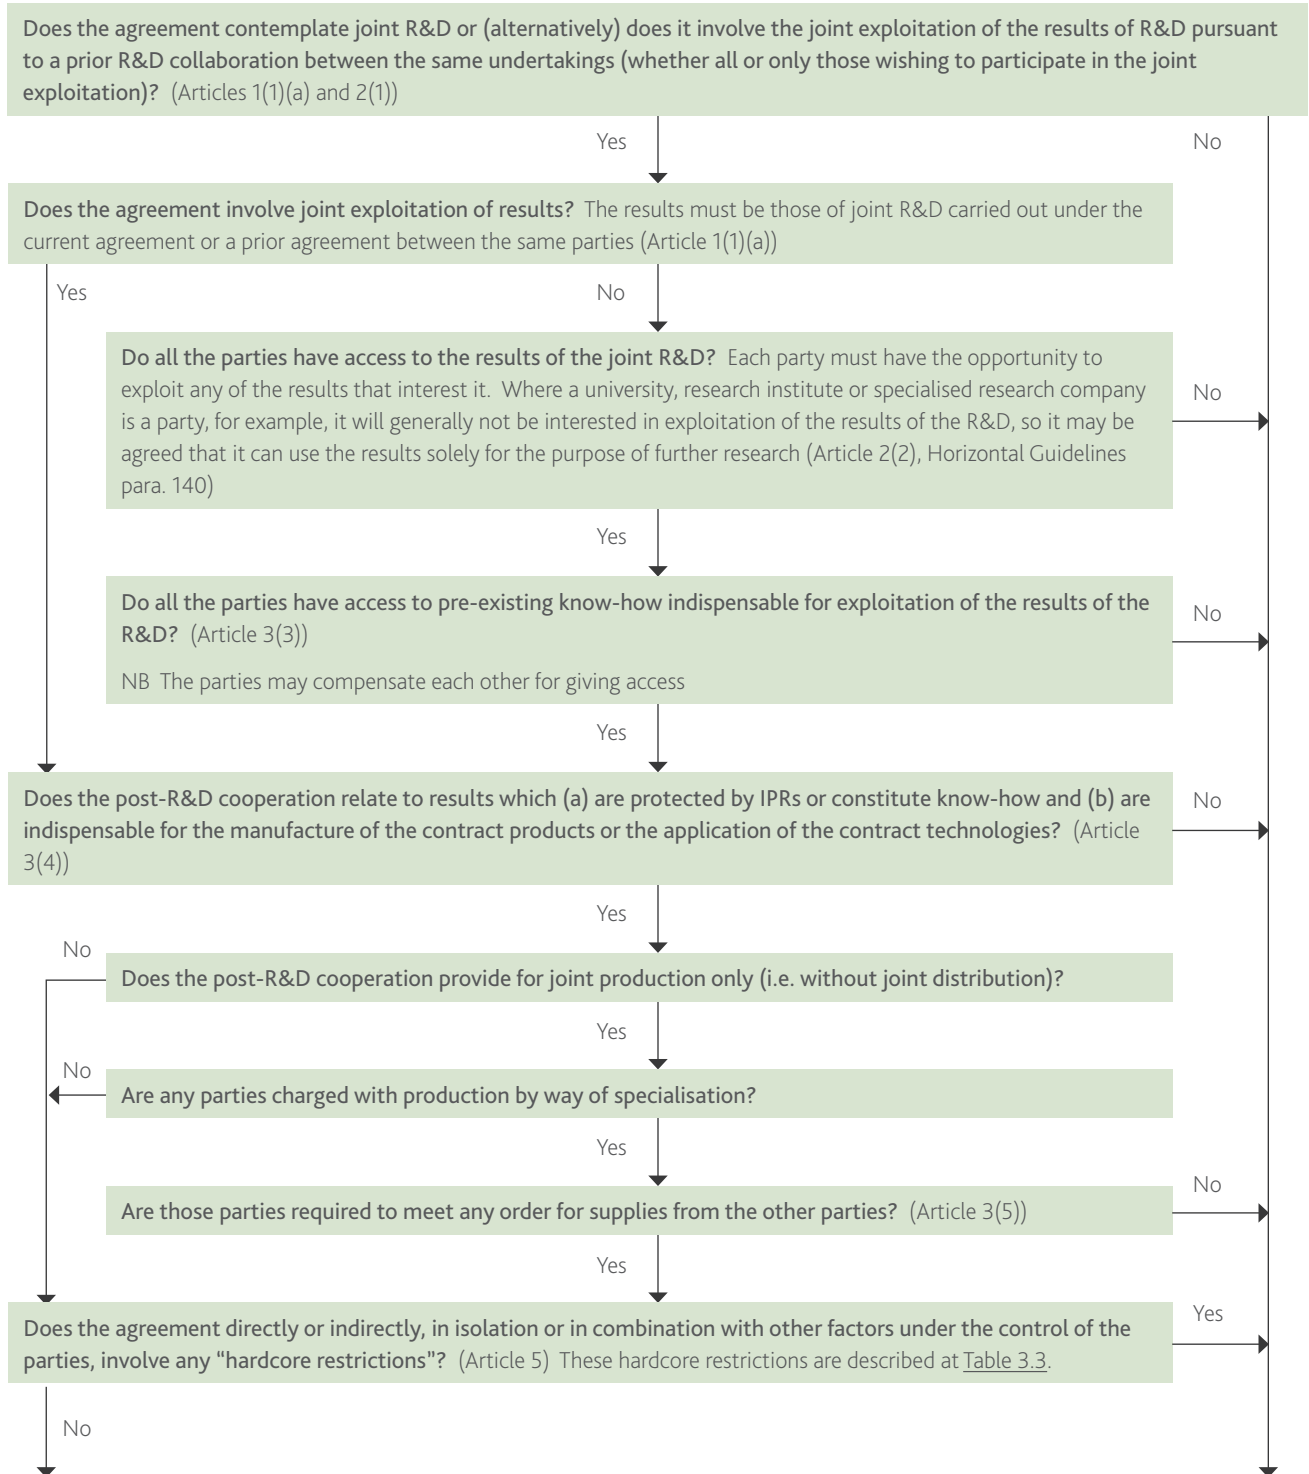 Does the agreement contemplate joint R&D or (alternatively) does it involve the joint exploitation of the results of R&D pursuant
to a prior R&D collaboration between the same undertakings (whether all or only those wishing to participate in the joint
exploitation)? (Articles 1(1)(a) and 2(1))
Yes
No
Does the agreement involve joint exploitation of results? The results must be those of joint R&D carried out under the
current agreement or a prior agreement between the same parties (Article 1(1)(a))
Yes
No
Do all the parties have access to the results of the joint R&D? Each party must have the opportunity to
exploit any of the results that interest it. Where a university, research institute or specialised research company
is a party, for example, it will generally not be interested in exploitation of the results of the R&D, so it may be
agreed that it can use the results solely for the purpose of further research (Article 2(2), Horizontal Guidelines
para. 140)
No
Yes
Do all the parties have access to pre-existing know-how indispensable for exploitation of the results of the
R&D? (Article 3(3))
NB The parties may compensate each other for giving access
No
Yes
Does the post-R&D cooperation relate to results which (a) are protected by IPRs or constitute know-how and (b) are
indispensable for the manufacture of the contract products or the application of the contract technologies? (Article
3(4))
No
Yes
No
Does the post-R&D cooperation provide for joint production only (i.e. without joint distribution)?
Yes
No
Are any parties charged with production by way of specialisation?
Yes
No
Are those parties required to meet any order for supplies from the other parties? (Article 3(5))
Yes
Does the agreement directly or indirectly, in isolation or in combination with other factors under the control of the
parties, involve any “hardcore restrictions”? (Article 5) These hardcore restrictions are described at Table 3.3.
Yes
No